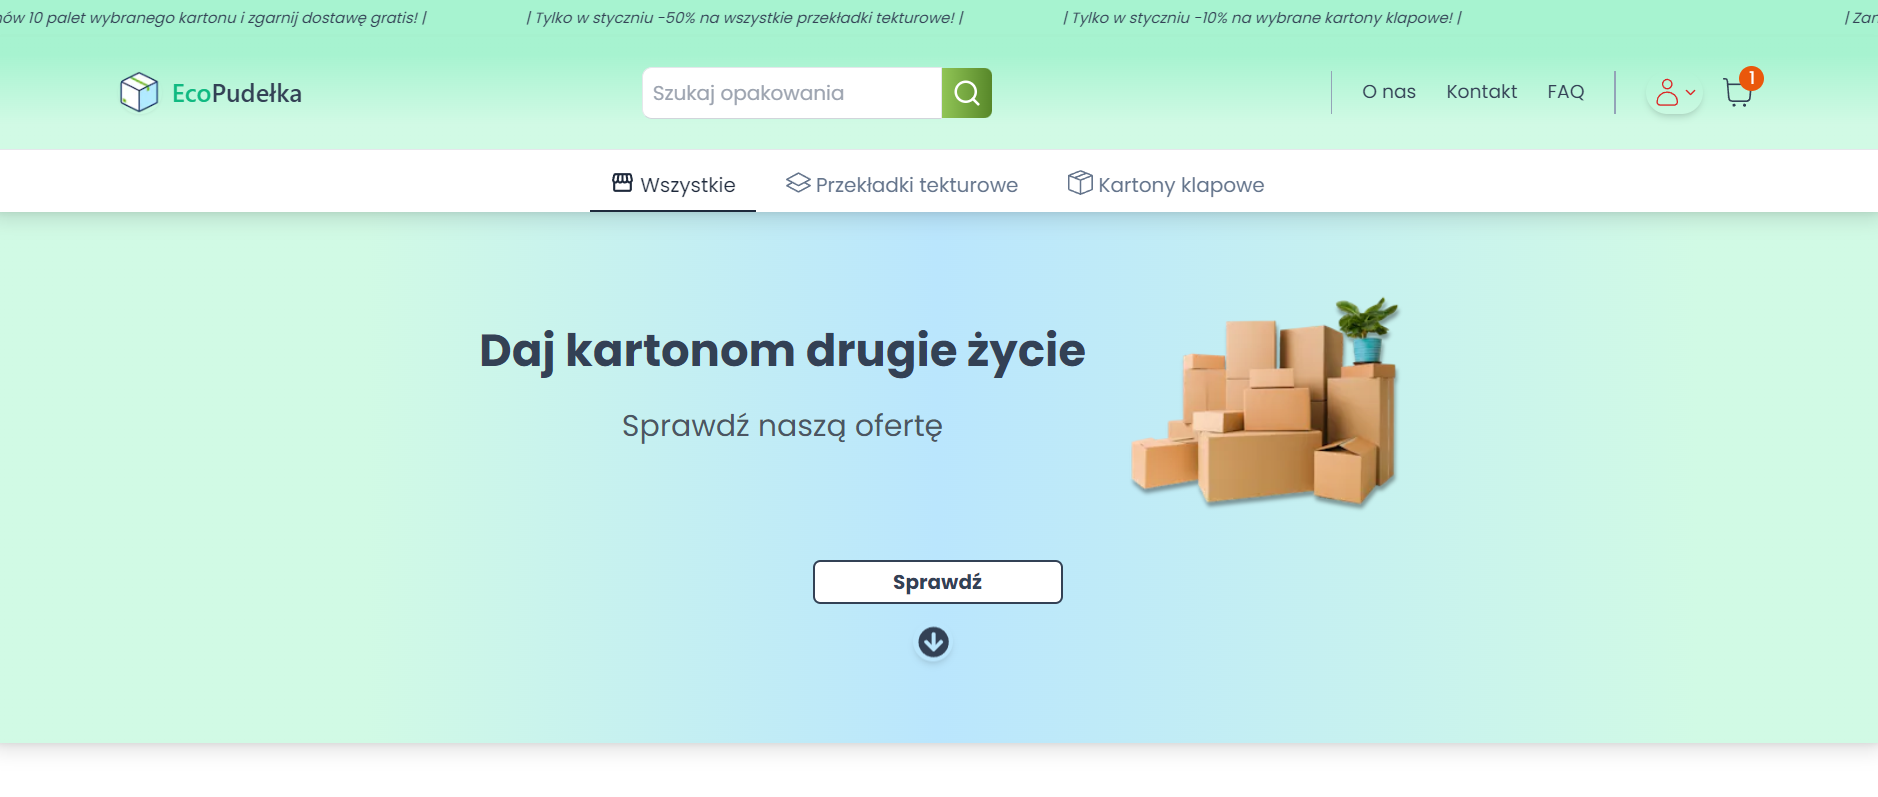 10 palet wybranego kartonu i zgarnij dostawę gratis! | | Tylko w styczniu -50% na wszystkie przekładki tekturowe! | | Tylko w styczniu -10% na wybrane kartony klapowe! | |
EcoPudełka
Szukaj opakowania
O nas
Kontakt
FAQ
1
Wszystkie
Przekładki tekturowe
Kartony klapowe
Daj kartonom drugie życie
Sprawdź naszą ofertę
Sprawdź